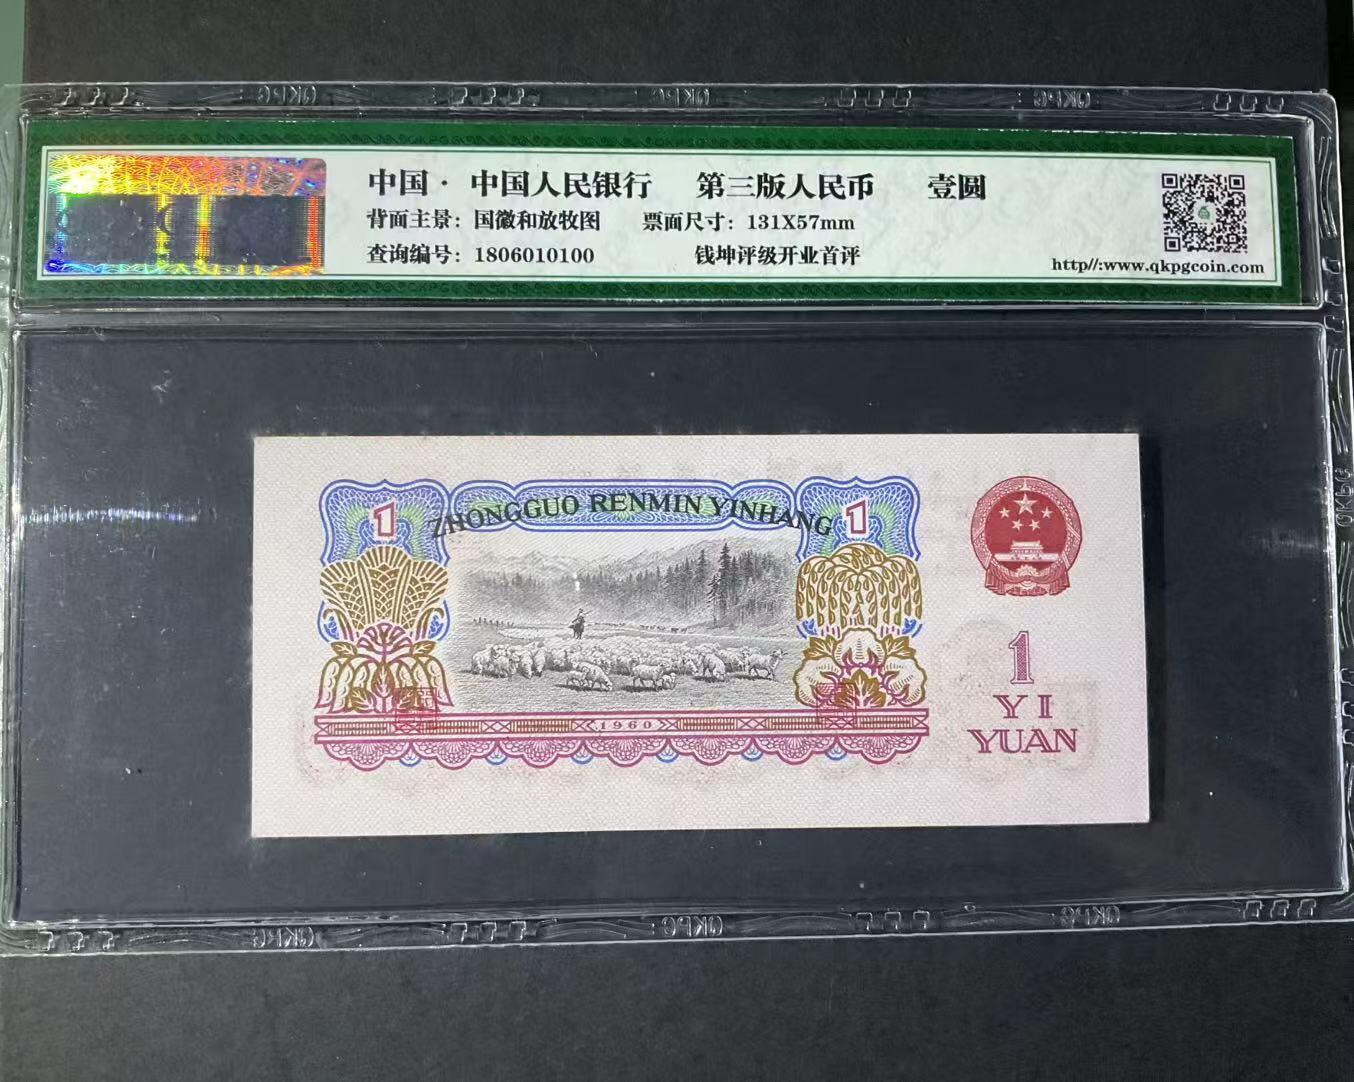 中国 · 中国人民银行 第三版人民币 壹圆
背面主景：国徽和放牧图 票面尺寸：131X57mm
查询编号：1806010100 钱坤评级开业首评
http//:www.qkpgcoin.com
ZHONGGUO RENMIN YINHANG
1 1
1960
1
YI
YUAN